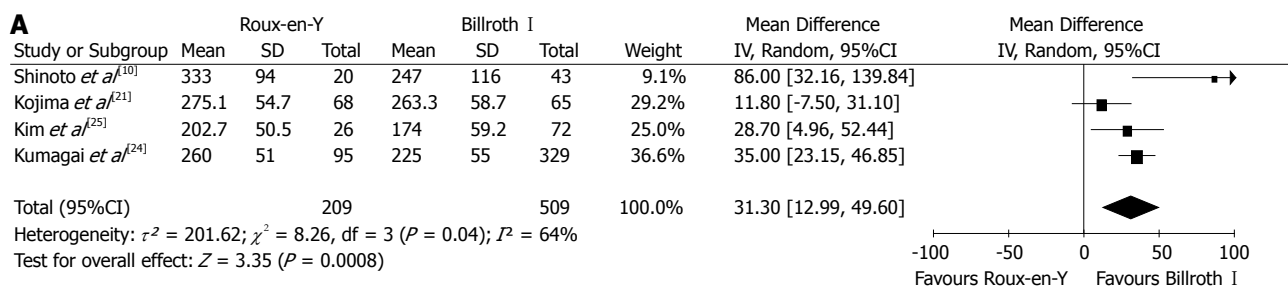 A
Roux-en-Y Billroth Ⅰ Mean Difference Mean Difference
Study or Subgroup Mean SD Total Mean SD Total Weight IV, Random, 95%CI IV, Random, 95%CI
Shinoto et al[10] 333 94 20 247 116 43 9.1% 86.00 [32.16, 139.84]
Kojima et al[21] 275.1 54.7 68 263.3 58.7 65 29.2% 11.80 [-7.50, 31.10]
Kim et al[25] 202.7 50.5 26 174 59.2 72 25.0% 28.70 [4.96, 52.44]
Kumagai et al[24] 260 51 95 225 55 329 36.6% 35.00 [23.15, 46.85]
Total (95%CI) 209 509 100.0% 31.30 [12.99, 49.60]
Heterogeneity: τ² = 201.62; χ² = 8.26, df = 3 (P = 0.04); I² = 64%
Test for overall effect: Z = 3.35 (P = 0.0008)
-100 -50 0 50 100
Favours Roux-en-Y Favours Billroth Ⅰ